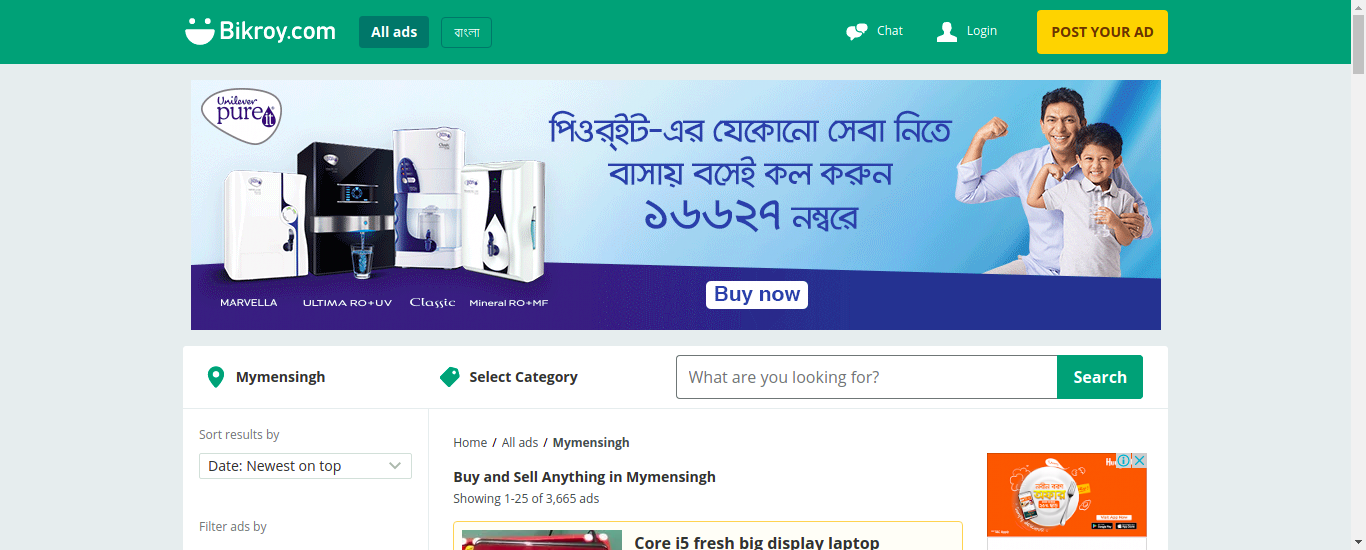 Bikroy.com
All ads
বাংলা
Chat
Login
POST YOUR AD
Unilever
pureit
পিওরইট-এর যেকোনো সেবা নিতে
বাসায় বসেই কল করুন
১৬৬২৭ নম্বরে
MARVELLA
ULTIMA RO+UV
Classic
Mineral RO+MF
Buy now
Mymensingh
Select Category
What are you looking for?
Search
Sort results by
Date: Newest on top
Filter ads by
Home / All ads / Mymensingh
Buy and Sell Anything in Mymensingh
Showing 1-25 of 3,665 ads
Core i5 fresh big display laptop